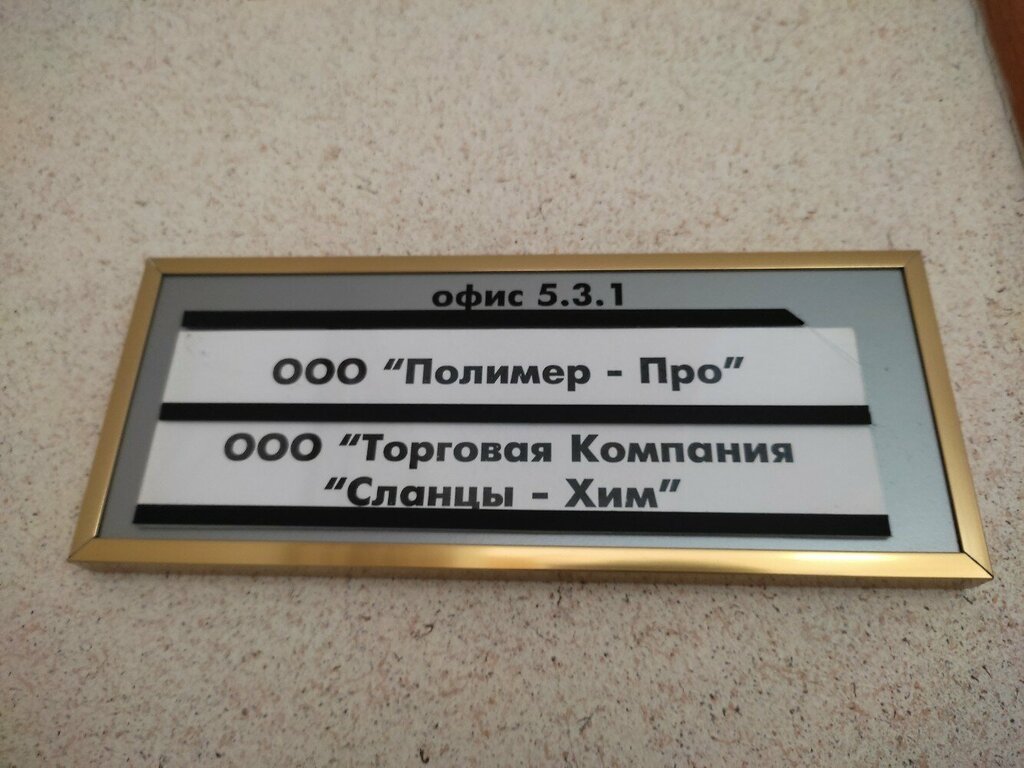 офис 5.3.1
ООО “Полимер - Про”
ООО “Торговая Компания
“Сланцы - Хим”